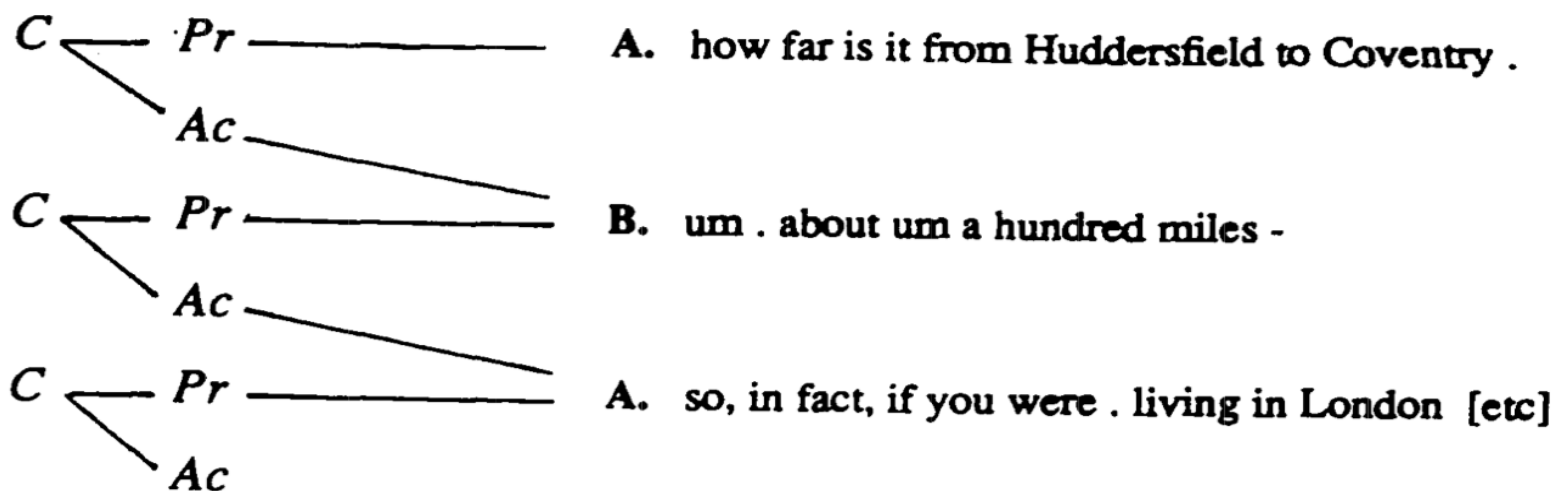 C Pr A. how far is it from Huddersfield to Coventry .
Ac
C Pr B. um . about um a hundred miles -
Ac
C Pr A. so, in fact, if you were . living in London [etc]
Ac